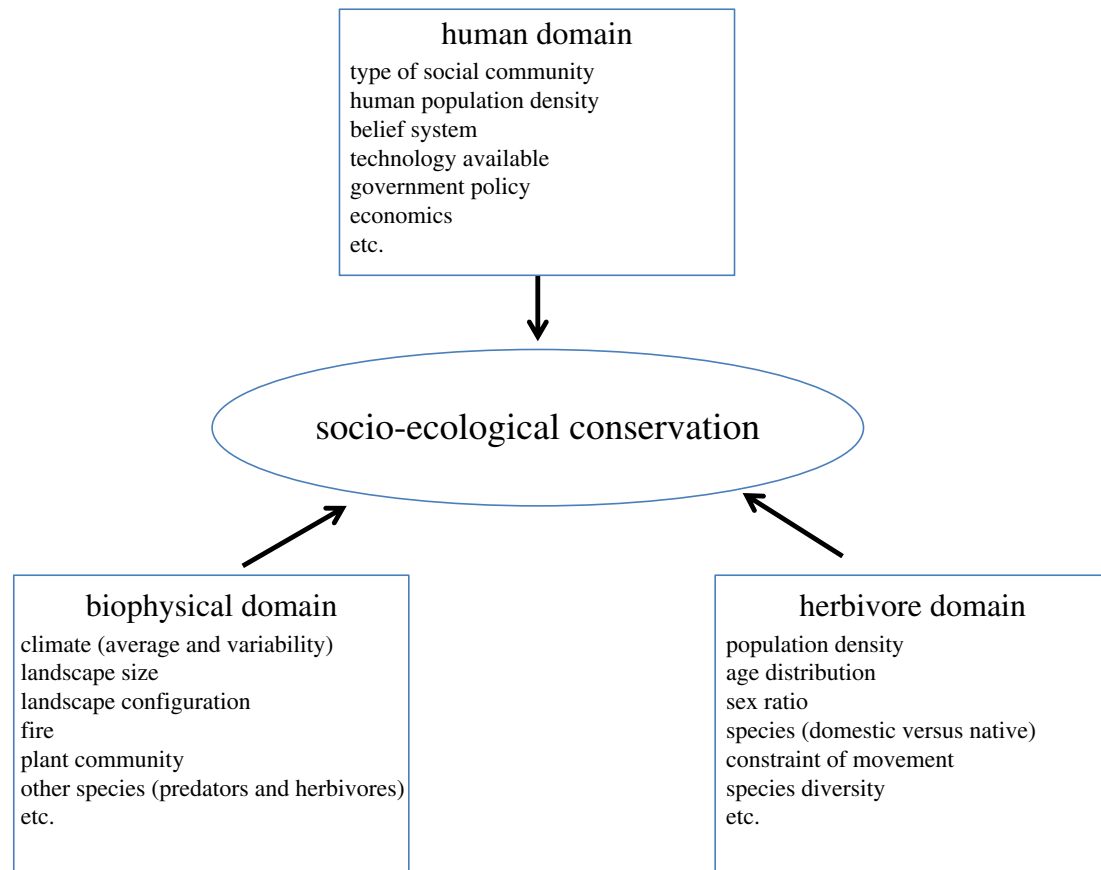 human domain
type of social community
human population density
belief system
technology available
government policy
economics
etc.
socio-ecological conservation
biophysical domain
climate (average and variability)
landscape size
landscape configuration
fire
plant community
other species (predators and herbivores)
etc.
herbivore domain
population density
age distribution
sex ratio
species (domestic versus native)
constraint of movement
species diversity
etc.